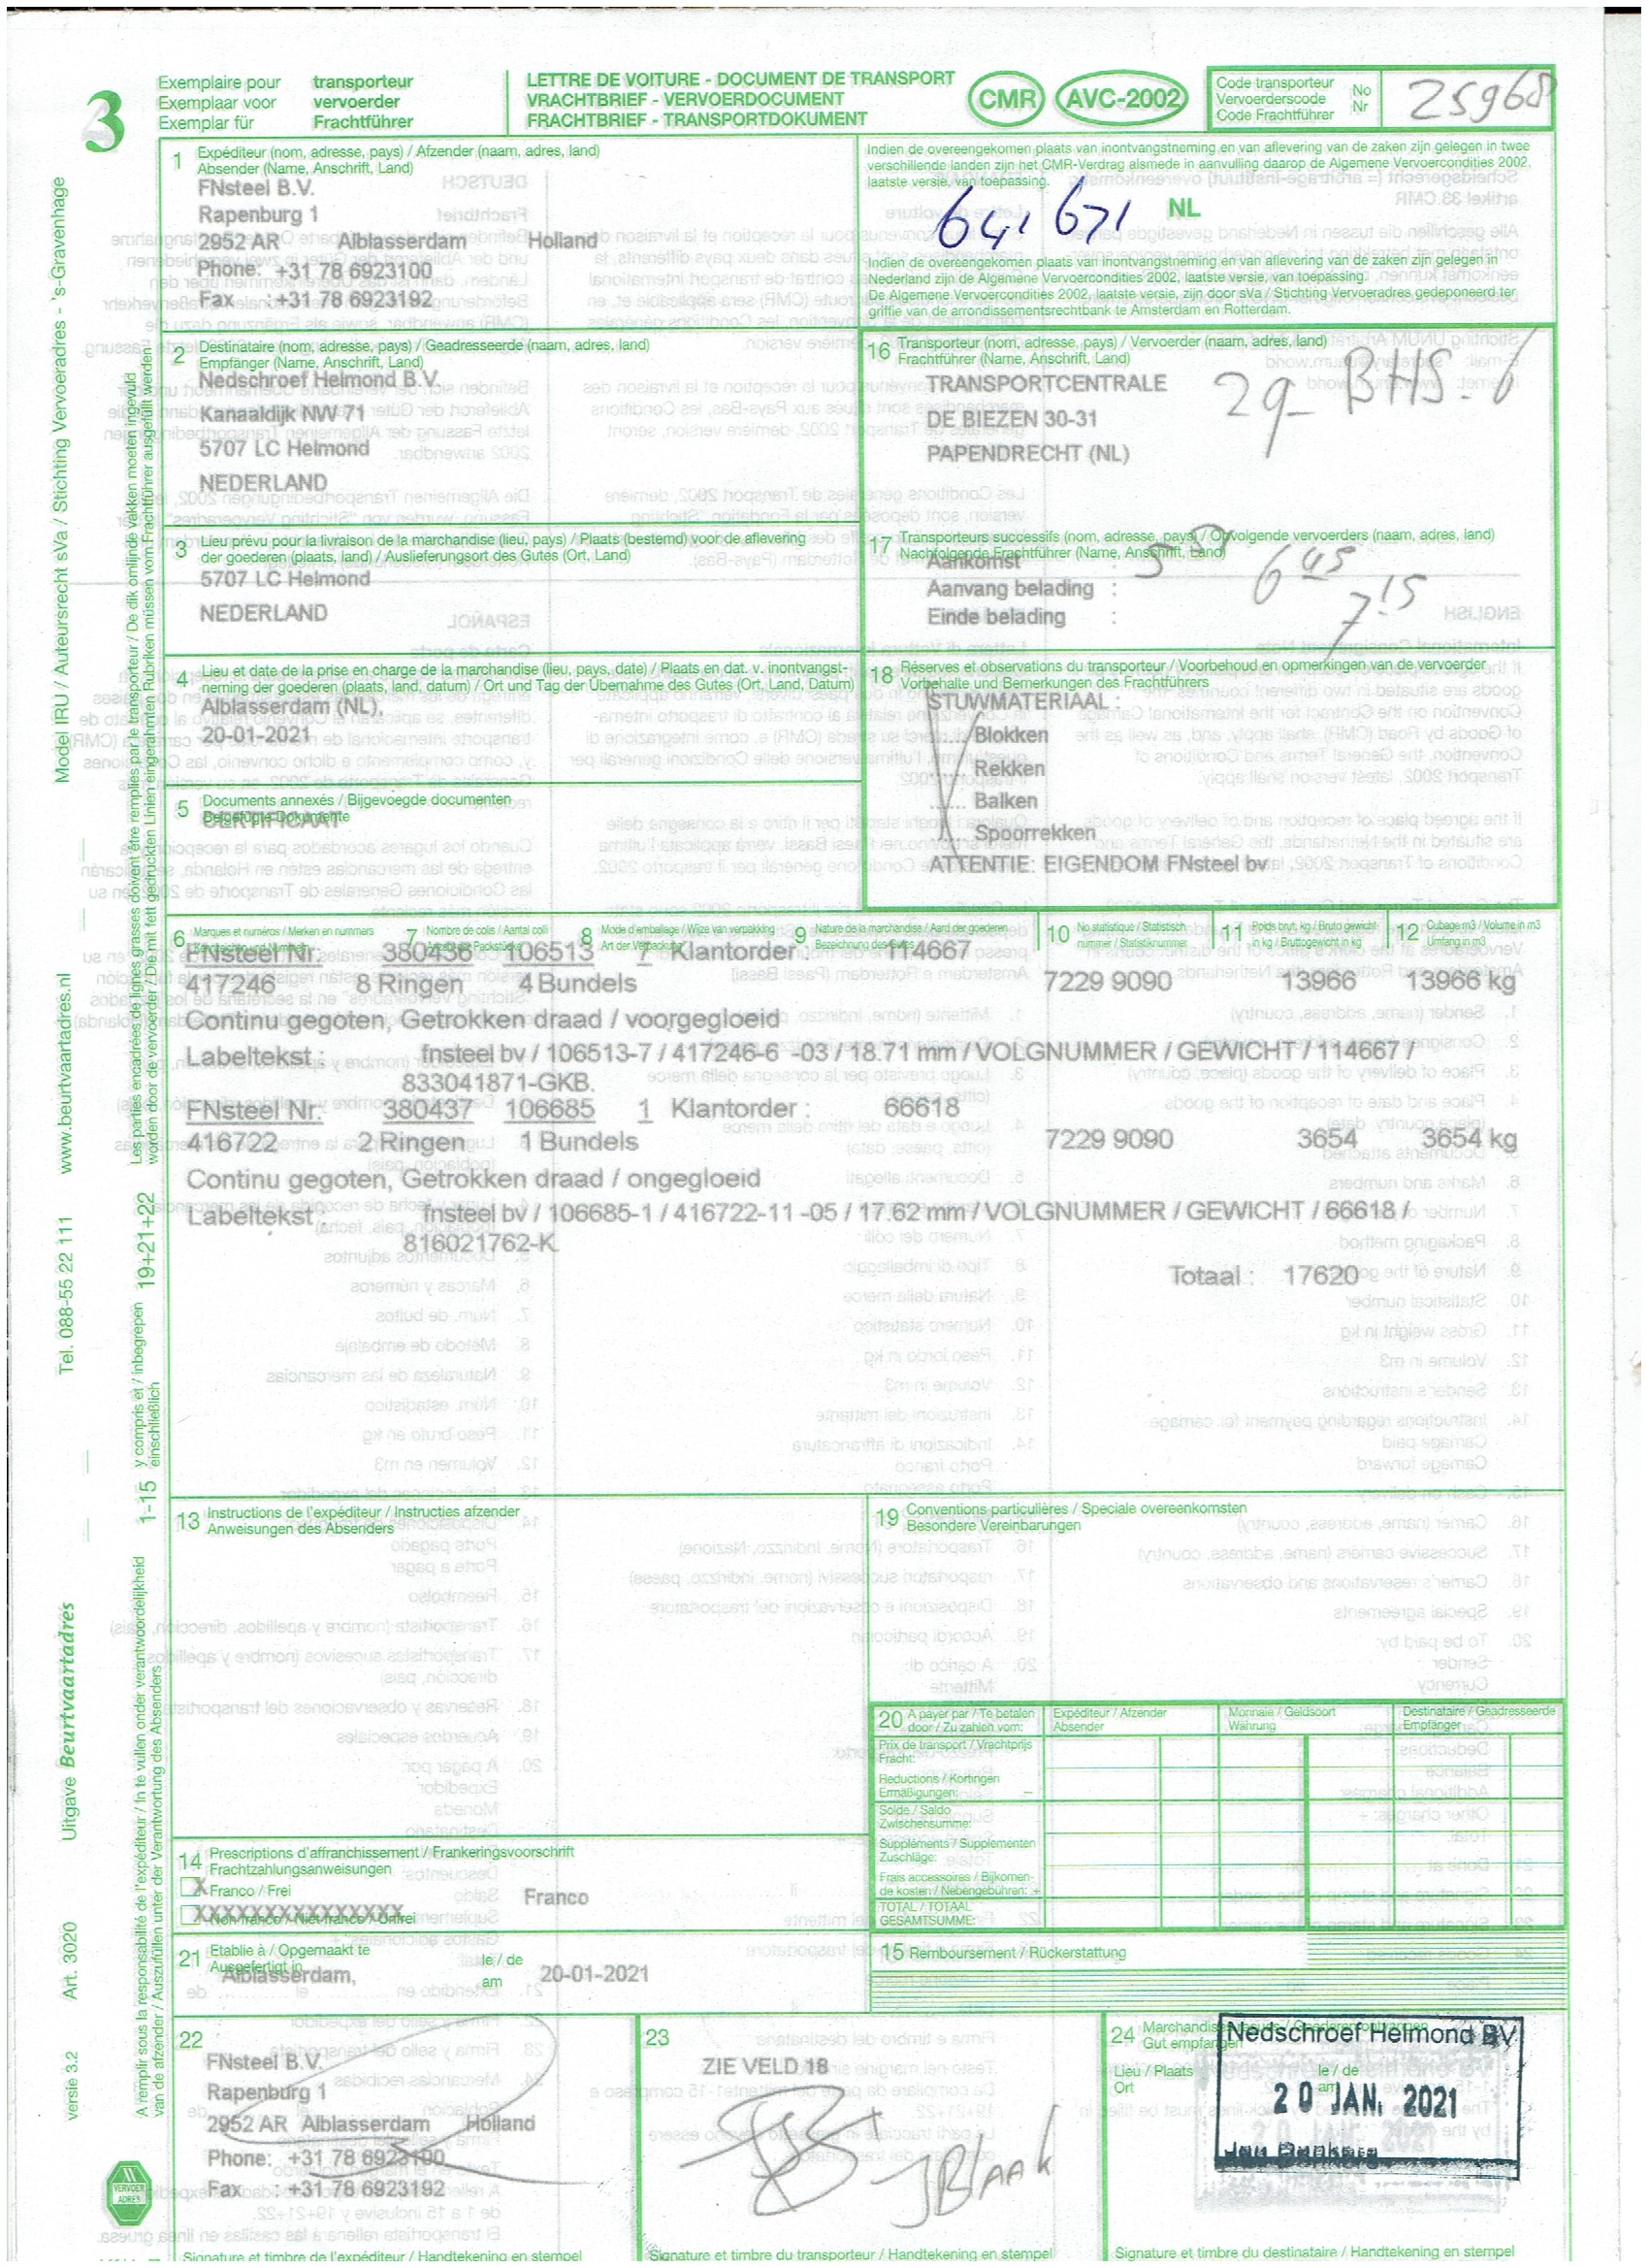 3
Exemplaire pour transporteur
Exemplaar voor vervoerder
Exemplar für Frachtführer
LETTRE DE VOITURE - DOCUMENT DE TRANSPORT
VRACHTBRIEF - VERVOERDOCUMENT
FRACHTBRIEF - TRANSPORTDOKUMENT
CMR AVC-2002
Code transporteur
Vervoerderscode
Code Frachtführer
No
Nr
25968
1 Expéditeur (nom, adresse, pays) / Afzender (naam, adres, land)
Absender (Name, Anschrift, Land)
FNsteel B.V.
Rapenburg 1
2952 AR Alblasserdam Holland
Phone: +31 78 6923100
Fax : +31 78 6923192
Indien de overeengekomen plaats van inontvangstneming en van aflevering van de zaken zijn gelegen in twee
verschillende landen zijn het CMR-Verdrag alsmede in aanvulling daarop de Algemene Vervoercondities 2002,
laatste versie, van toepassing.
641 671 NL
Indien de overeengekomen plaats van inontvangstneming en van aflevering van de zaken zijn gelegen in
Nederland zijn de Algemene Vervoercondities 2002, laatste versie, van toepassing.
De Algemene Vervoercondities 2002, laatste versie, zijn door sVa / Stichting Vervoeradres gedeponeerd ter
griffie van de arrondissementsrechtbank te Amsterdam en Rotterdam.
2 Destinataire (nom, adresse, pays) / Geadresseerde (naam, adres, land)
Empfänger (Name, Anschrift, Land)
Nedschroef Helmond B.V.
Kanaaldijk NW 71
5707 LC Helmond
NEDERLAND
16 Transporteur (nom, adresse, pays) / Vervoerder (naam, adres, land)
Frachtführer (Name, Anschrift, Land)
TRANSPORTCENTRALE
DE BIEZEN 30-31
PAPENDRECHT (NL)
29-BHS-6
3 Lieu prévu pour la livraison de la marchandise (lieu, pays) / Plaats (bestemd) voor de aflevering
der goederen (plaats, land) / Auslieferungsort des Gutes (Ort, Land)
5707 LC Helmond
NEDERLAND
17 Transporteurs successifs (nom, adresse, pays) / Opvolgende vervoerders (naam, adres, land)
Nachfolgende Frachtführer (Name, Anschrift, Land)
Aankomst :
Aanvang belading : 6 45
Einde belading : 7 15
4 Lieu et date de la prise en charge de la marchandise (lieu, pays, date) / Plaats en dat. v. inontvangst-
neming der goederen (plaats, land, datum) / Ort und Tag der Übernahme des Gutes (Ort, Land, Datum)
Alblasserdam (NL),
20-01-2021
18 Réserves et observations du transporteur / Voorbehoud en opmerkingen van de vervoerder
Vorbehalte und Bemerkungen des Frachtführers
STUWMATERIAAL :
Blokken
Rekken
Balken
Spoorrekken
ATTENTIE: EIGENDOM FNsteel bv
5 Documents annexés / Bijgevoegde documenten
Beigefügte Dokumente
CERTIFICAAT
6 Marques et numéros / Merken en nummers
Kennzeichen und Nummern
7 Nombre de colis / Aantal colli
Anzahl der Packstücke
8 Mode d'emballage / Wijze van verpakking
Art der Verpackung
9 Nature de la marchandise / Aard der goederen
Bezeichnung des Gutes
10 No statistique / Statistisch
nummer / Statistiknummer
11 Poids brut, kg / Bruto gewicht
in kg / Bruttogewicht in kg
12 Cubage m3 / Volume in m3
Umfang in m3
FNsteel Nr. 380436 106513 7 Klantorder : 114667
417246 8 Ringen 4 Bundels 7229 9090 13966 13966 kg
Continu gegoten, Getrokken draad / voorgegloeid
Labeltekst : fnsteel bv / 106513-7 / 417246-6 -03 / 18.71 mm / VOLGNUMMER / GEWICHT / 114667 /
833041871-GKB.
FNsteel Nr. 380437 106685 1 Klantorder : 66618
416722 2 Ringen 1 Bundels 7229 9090 3654 3654 kg
Continu gegoten, Getrokken draad / ongegloeid
Labeltekst : fnsteel bv / 106685-1 / 416722-11 -05 / 17.62 mm / VOLGNUMMER / GEWICHT / 66618 /
816021762-K
Totaal : 17620
13 Instructions de l'expéditeur / Instructies afzender
Anweisungen des Absenders
19 Conventions particulières / Speciale overeenkomsten
Besondere Vereinbarungen
20 A payer par / Te betalen
door / Zu zahlen vom:
Expéditeur / Afzender
Absender
Monnaie / Geldsoort
Währung
Destinataire / Geadresseerde
Empfänger
Prix de transport / Vrachtprijs
Fracht:
Reductions / Kortingen
Ermäßigungen: –
Solde / Saldo
Zwischensumme:
Suppléments / Supplementen
Zuschläge:
Frais accessoires / Bijkomen-
de kosten / Nebengebühren: +
TOTAL / TOTAAL
GESAMTSUMME:
14 Prescriptions d'affranchissement / Frankeringsvoorschrift
Frachtzahlungsanweisungen
X Franco / Frei Franco
XXXXXXXXXXXXXX Non franco / Niet franco / Unfrei
21 Etablie à / Opgemaakt te
Ausgefertigt in
Alblasserdam,
le / de
am
20-01-2021
15 Remboursement / Rückerstattung
22
FNsteel B.V.
Rapenburg 1
2952 AR Alblasserdam Holland
Phone: +31 78 6923100
Fax : +31 78 6923192
Signature et timbre de l'expéditeur / Handtekening en stempel
23
ZIE VELD 18
JBlaak
Signature et timbre du transporteur / Handtekening en stempel
24 Marchandises reçues / Goederen ontvangen
Gut empfangen
Lieu / Plaats
Ort
le / de
am
Nedschroef Helmond BV
20 JAN. 2021
Signature et timbre du destinataire / Handtekening en stempel
Model IRU / Auteursrecht sVa / Stichting Vervoeradres - 's-Gravenhage
www.beurtvaartadres.nl
Tel. 088-55 22 111
Uitgave Beurtvaartadres
Art. 3020
versie 3.2
Les parties encadrées de lignes grasses doivent être remplies par le transporteur / De dik omlijnde vakken moeten ingevuld
worden door de vervoerder / Die mit fett gedruckten Linien eingerahmten Rubriken müssen vom Frachtführer ausgefüllt werden
19+21+22
y compris et / inbegrepen
einschließlich
1-15
A remplir sous la responsabilité de l'expéditeur / In te vullen onder verantwoordelijkheid
van de afzender / Auszufüllen unter der Verantwortung des Absenders
VERVOER
ADRES